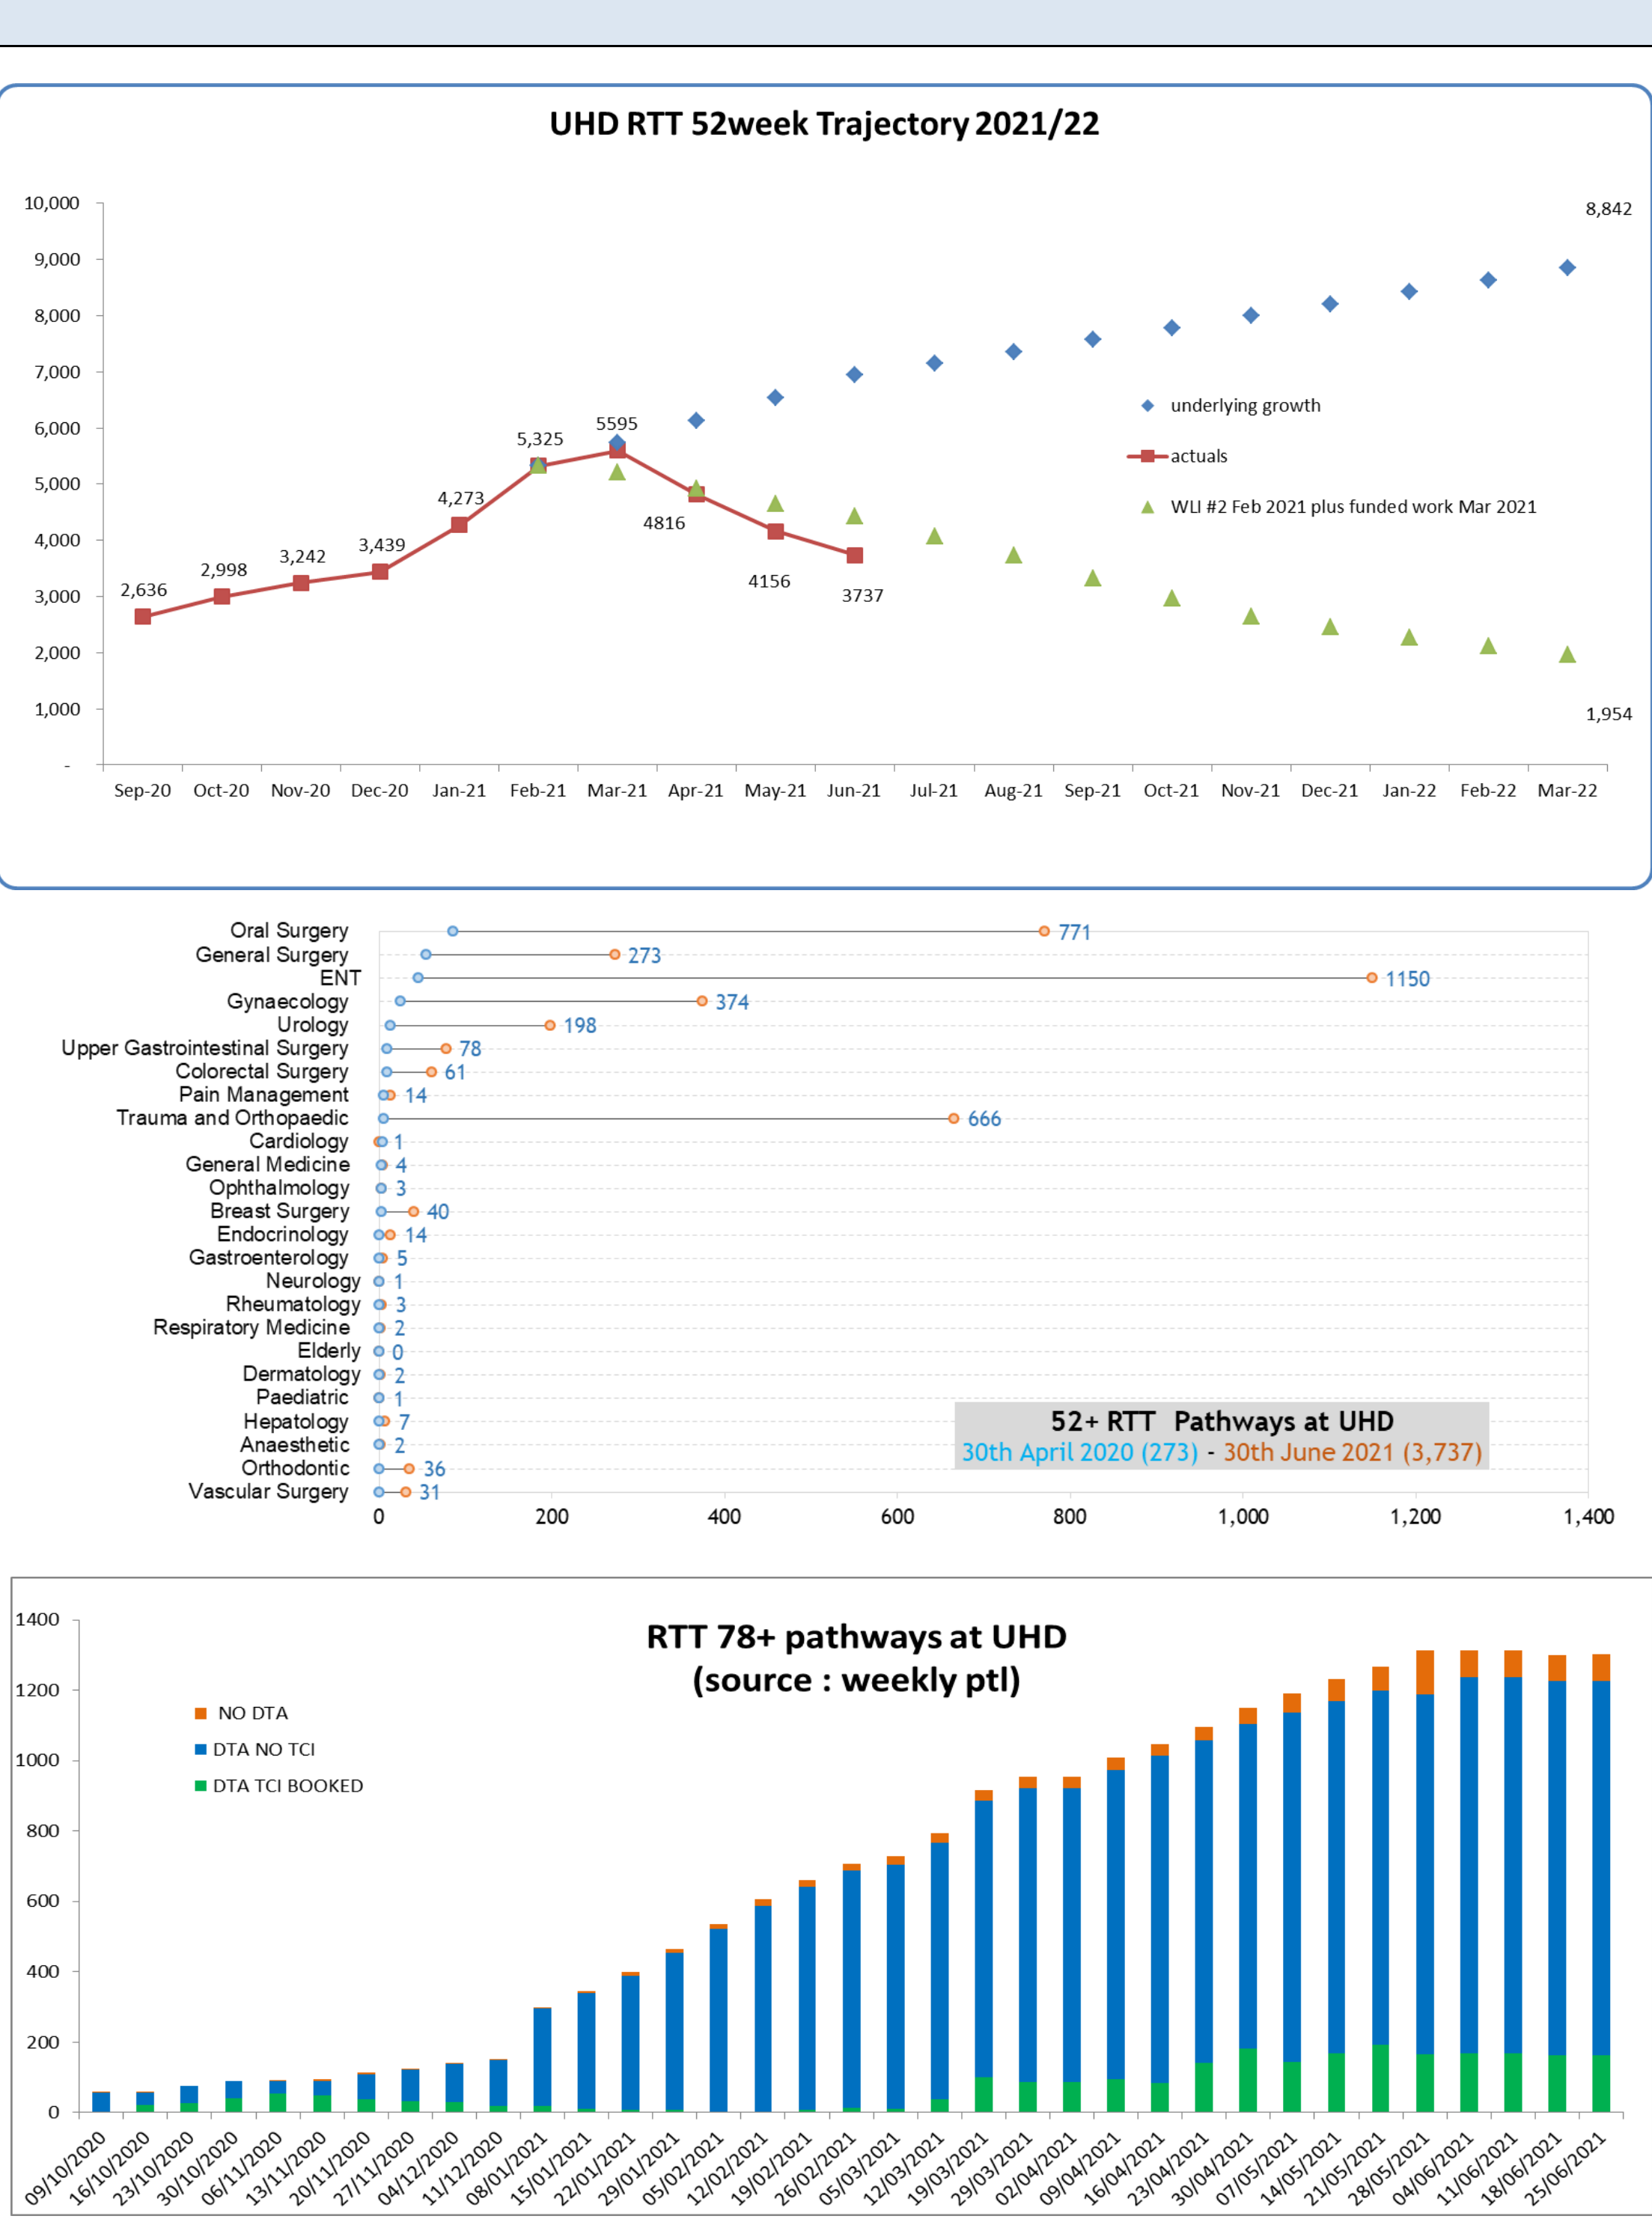 UHD RTT 52week Trajectory 2021/22
10,000
9,000
8,000
7,000
6,000
5,000
4,000
3,000
2,000
1,000
-
8,842
5595
5,325
4,273
3,439
3,242
2,998
2,636
4816
4156
3737
1,954
underlying growth
actuals
WLI #2 Feb 2021 plus funded work Mar 2021
Sep-20 Oct-20 Nov-20 Dec-20 Jan-21 Feb-21 Mar-21 Apr-21 May-21 Jun-21 Jul-21 Aug-21 Sep-21 Oct-21 Nov-21 Dec-21 Jan-22 Feb-22 Mar-22
Oral Surgery 771
General Surgery 273
ENT 1150
Gynaecology 374
Urology 198
Upper Gastrointestinal Surgery 78
Colorectal Surgery 61
Pain Management 14
Trauma and Orthopaedic 666
Cardiology 1
General Medicine 4
Ophthalmology 3
Breast Surgery 40
Endocrinology 14
Gastroenterology 5
Neurology 1
Rheumatology 3
Respiratory Medicine 2
Elderly 0
Dermatology 2
Paediatric 1
Hepatology 7
Anaesthetic 2
Orthodontic 36
Vascular Surgery 31
52+ RTT Pathways at UHD
30th April 2020 (273) - 30th June 2021 (3,737)
0 200 400 600 800 1,000 1,200 1,400
RTT 78+ pathways at UHD
(source : weekly ptl)
1400
1200
1000
800
600
400
200
0
NO DTA
DTA NO TCI
DTA TCI BOOKED
09/10/2020 16/10/2020 23/10/2020 30/10/2020 06/11/2020 13/11/2020 20/11/2020 27/11/2020 04/12/2020 11/12/2020 08/01/2021 15/01/2021 22/01/2021 29/01/2021 05/02/2021 12/02/2021 19/02/2021 26/02/2021 05/03/2021 12/03/2021 19/03/2021 29/03/2021 02/04/2021 09/04/2021 16/04/2021 23/04/2021 30/04/2021 07/05/2021 14/05/2021 21/05/2021 28/05/2021 04/06/2021 11/06/2021 18/06/2021 25/06/2021